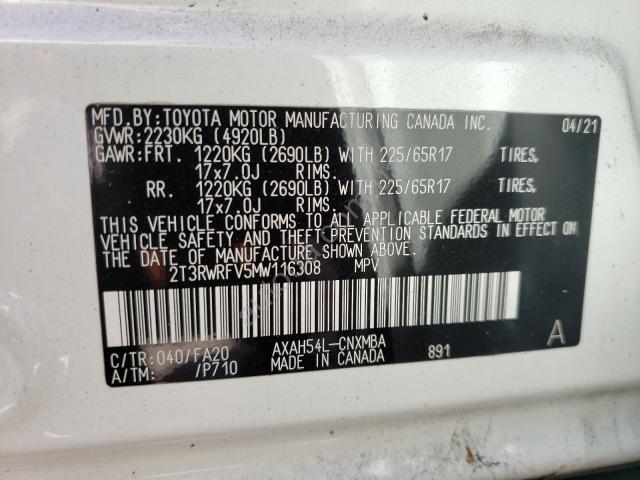 MFD.BY:TOYOTA MOTOR MANUFACTURING CANADA INC. 04/21
GVWR:2230KG (4920LB)
GAWR:FRT. 1220KG (2690LB) WITH 225/65R17 TIRES,
17x7.0J RIMS.
RR. 1220KG (2690LB) WITH 225/65R17 TIRES,
17x7.0J RIMS.
THIS VEHICLE CONFORMS TO ALL APPLICABLE FEDERAL MOTOR
VEHICLE SAFETY AND THEFT PREVENTION STANDARDS IN EFFECT ON
THE DATE OF MANUFACTURE SHOWN ABOVE.
2T3RWRFV5MW116308 MPV
C/TR:040/FA20 AXAH54L-CNXMBA 891 A
A/TM: /P710 MADE IN CANADA